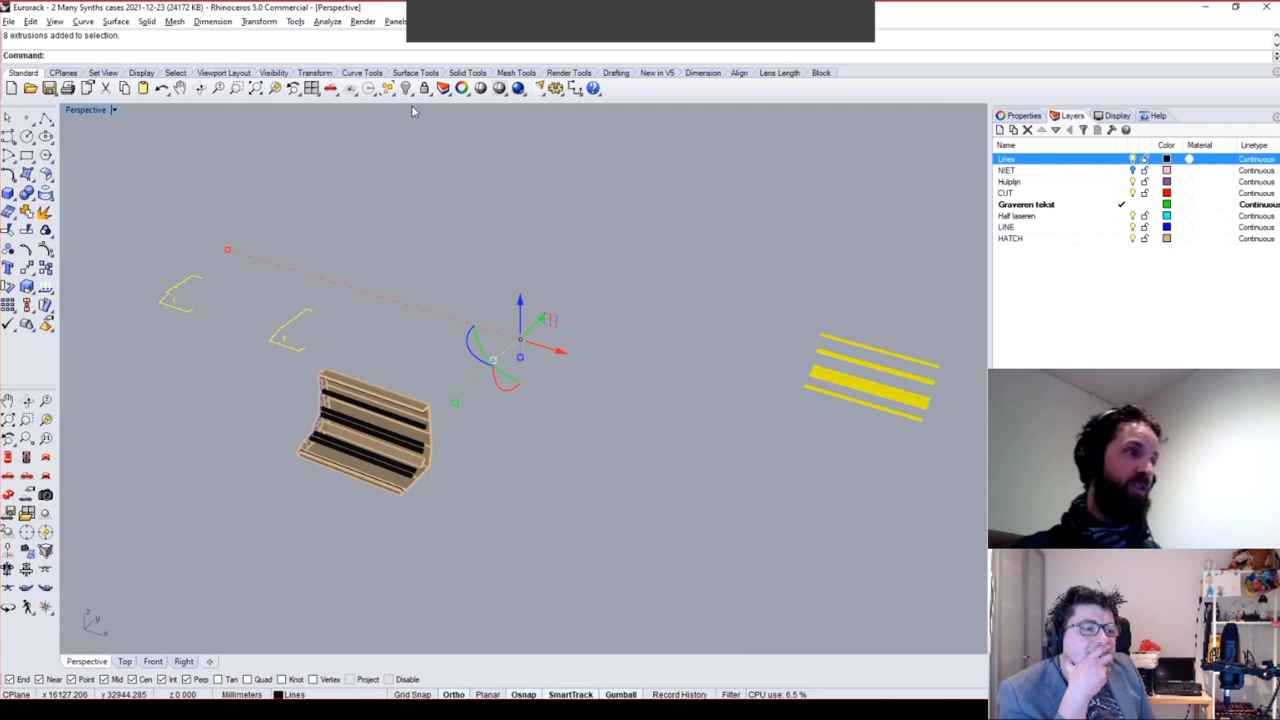 Eurorack - 2 Many Synths cases 2021-12-23 (24172 KB) - Rhinoceros 5.0 Commercial - [Perspective]
File Edit View Curve Surface Solid Mesh Dimension Transform Tools Analyze Render Panels
8 extrusions added to selection.
Command:
Standard CPlanes Set View Display Select Viewport Layout Visibility Transform Curve Tools Surface Tools Solid Tools Mesh Tools Render Tools Drafting New in V5 Dimension Align Lens Length Block
Perspective
Properties Layers Display Help
Name Color Material Linetype
Lines Continuous
NIET Continuous
Hulplijn Continuous
CUT Continuous
Graveren tekst Continuous
Half laseren Continuous
LINE Continuous
HATCH Continuous
z
y
x
Perspective Top Front Right
End Near Point Mid Cen Int Perp Tan Quad Knot Vertex Project Disable
CPlane x 16127.206 y 32944.285 z 0.000 Millimeters Lines Grid Snap Ortho Planar Osnap SmartTrack Gumball Record History Filter CPU use: 6.5 %